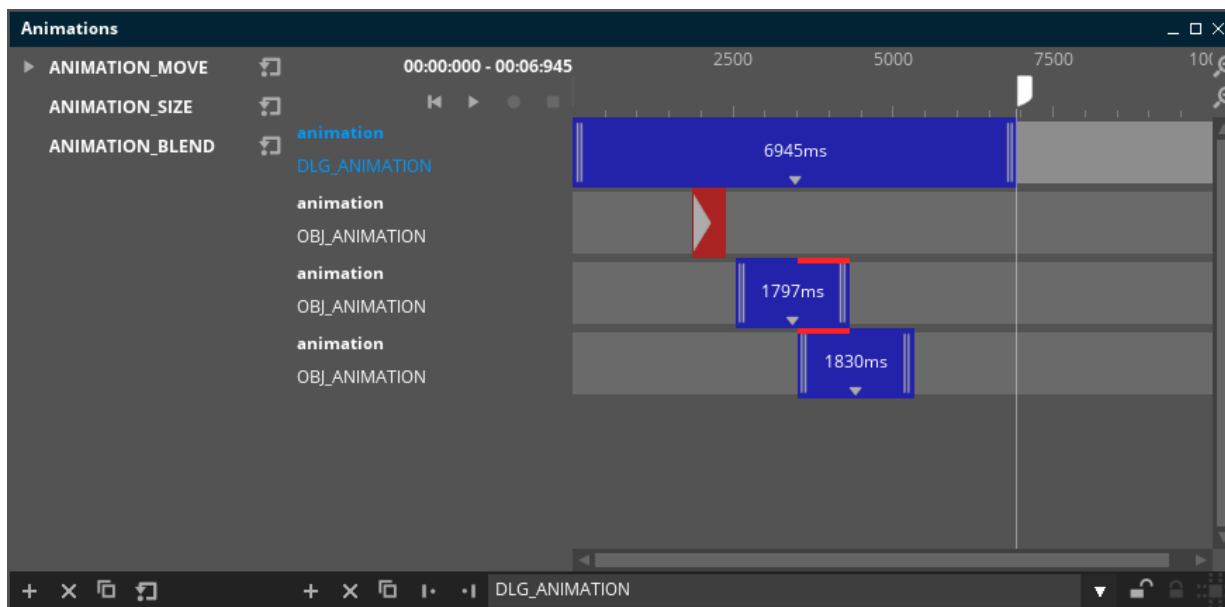 Animations
ANIMATION_MOVE
ANIMATION_SIZE
ANIMATION_BLEND
00:00:000 - 00:06:945
2500 5000 7500
animation
DLG_ANIMATION
6945ms
animation
OBJ_ANIMATION
animation
OBJ_ANIMATION
1797ms
animation
OBJ_ANIMATION
1830ms
DLG_ANIMATION